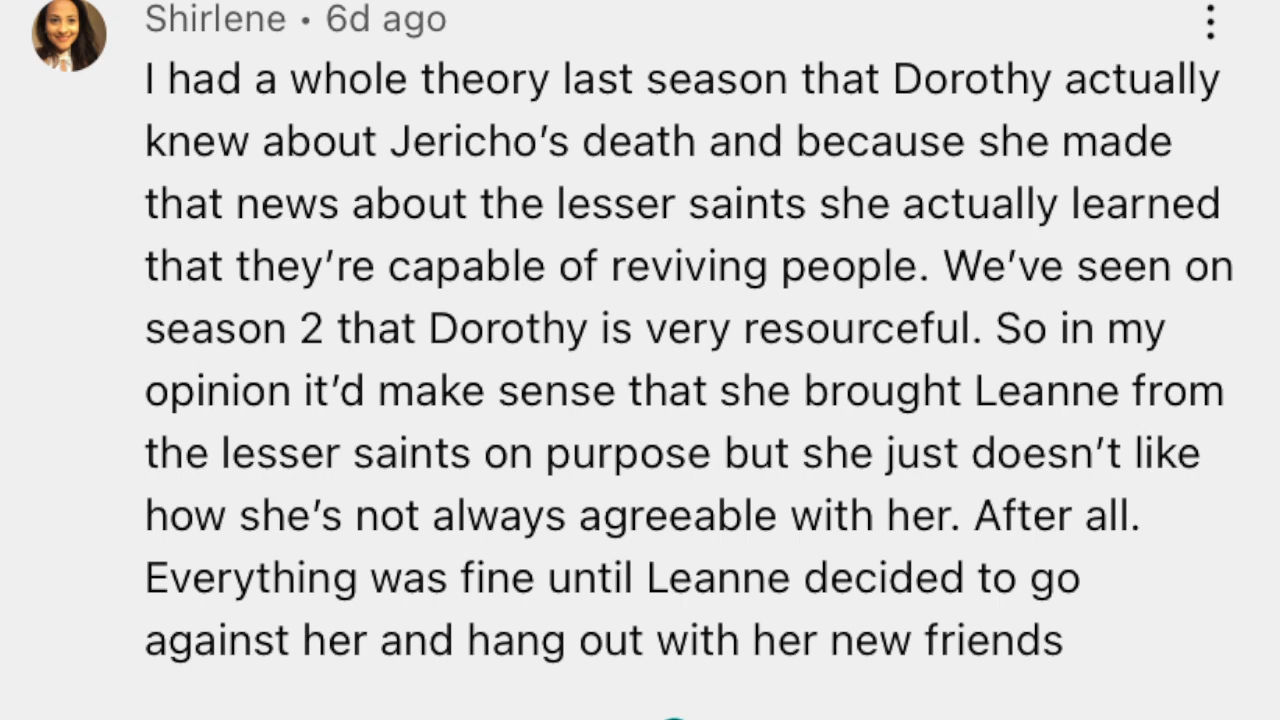 Shirlene • 6d ago
I had a whole theory last season that Dorothy actually
knew about Jericho’s death and because she made
that news about the lesser saints she actually learned
that they’re capable of reviving people. We’ve seen on
season 2 that Dorothy is very resourceful. So in my
opinion it’d make sense that she brought Leanne from
the lesser saints on purpose but she just doesn’t like
how she’s not always agreeable with her. After all.
Everything was fine until Leanne decided to go
against her and hang out with her new friends